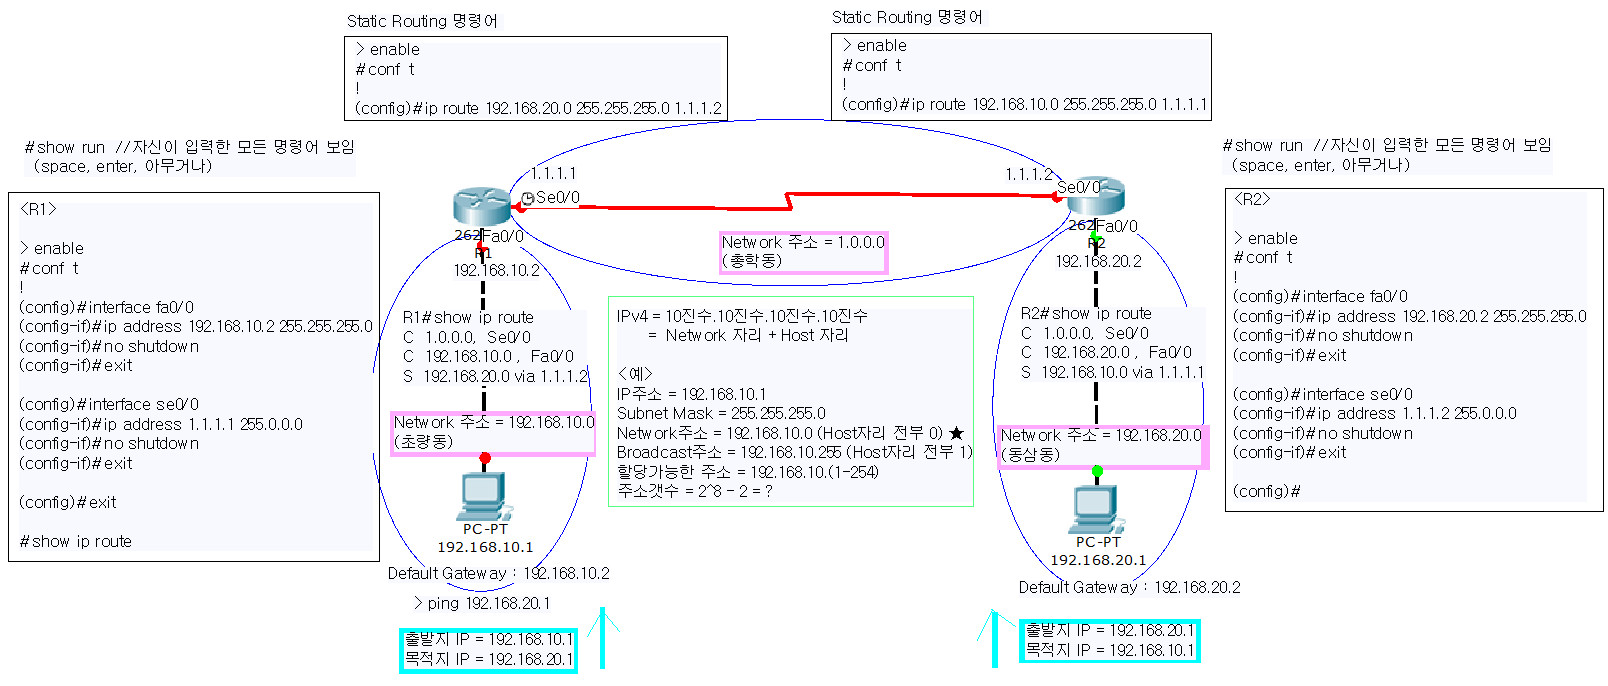 Static Routing 명령어
> enable
#conf t
!
(config)#ip route 192.168.20.0 255.255.255.0 1.1.1.2
Static Routing 명령어
> enable
#conf t
!
(config)#ip route 192.168.10.0 255.255.255.0 1.1.1.1
#show run //자신이 입력한 모든 명령어 보임
(space, enter, 아무거나)
<R1>
> enable
#conf t
!
(config)#interface fa0/0
(config-if)#ip address 192.168.10.2 255.255.255.0
(config-if)#no shutdown
(config-if)#exit
(config)#interface se0/0
(config-if)#ip address 1.1.1.1 255.0.0.0
(config-if)#no shutdown
(config-if)#exit
(config)#exit
#show ip route
1.1.1.1
Se0/0
262
Fa0/0
R1
192.168.10.2
R1#show ip route
C 1.0.0.0, Se0/0
C 192.168.10.0 , Fa0/0
S 192.168.20.0 via 1.1.1.2
Network 주소 = 192.168.10.0
(초량동)
PC-PT
192.168.10.1
Default Gateway : 192.168.10.2
> ping 192.168.20.1
출발지 IP = 192.168.10.1
목적지 IP = 192.168.20.1
Network 주소 = 1.0.0.0
(총학동)
IPv4 = 10진수.10진수.10진수.10진수
= Network 자리 + Host 자리
<예>
IP주소 = 192.168.10.1
Subnet Mask = 255.255.255.0
Network주소 = 192.168.10.0 (Host자리 전부 0) ★
Broadcast주소 = 192.168.10.255 (Host자리 전부 1)
할당가능한 주소 = 192.168.10.(1-254)
주소갯수 = 2^8 - 2 = ?
1.1.1.2
Se0/0
262
Fa0/0
R2
192.168.20.2
R2#show ip route
C 1.0.0.0, Se0/0
C 192.168.20.0 , Fa0/0
S 192.168.10.0 via 1.1.1.1
Network 주소 = 192.168.20.0
(동삼동)
PC-PT
192.168.20.1
Default Gateway : 192.168.20.2
출발지 IP = 192.168.20.1
목적지 IP = 192.168.10.1
#show run //자신이 입력한 모든 명령어 보임
(space, enter, 아무거나)
<R2>
> enable
#conf t
!
(config)#interface fa0/0
(config-if)#ip address 192.168.20.2 255.255.255.0
(config-if)#no shutdown
(config-if)#exit
(config)#interface se0/0
(config-if)#ip address 1.1.1.2 255.0.0.0
(config-if)#no shutdown
(config-if)#exit
(config)#